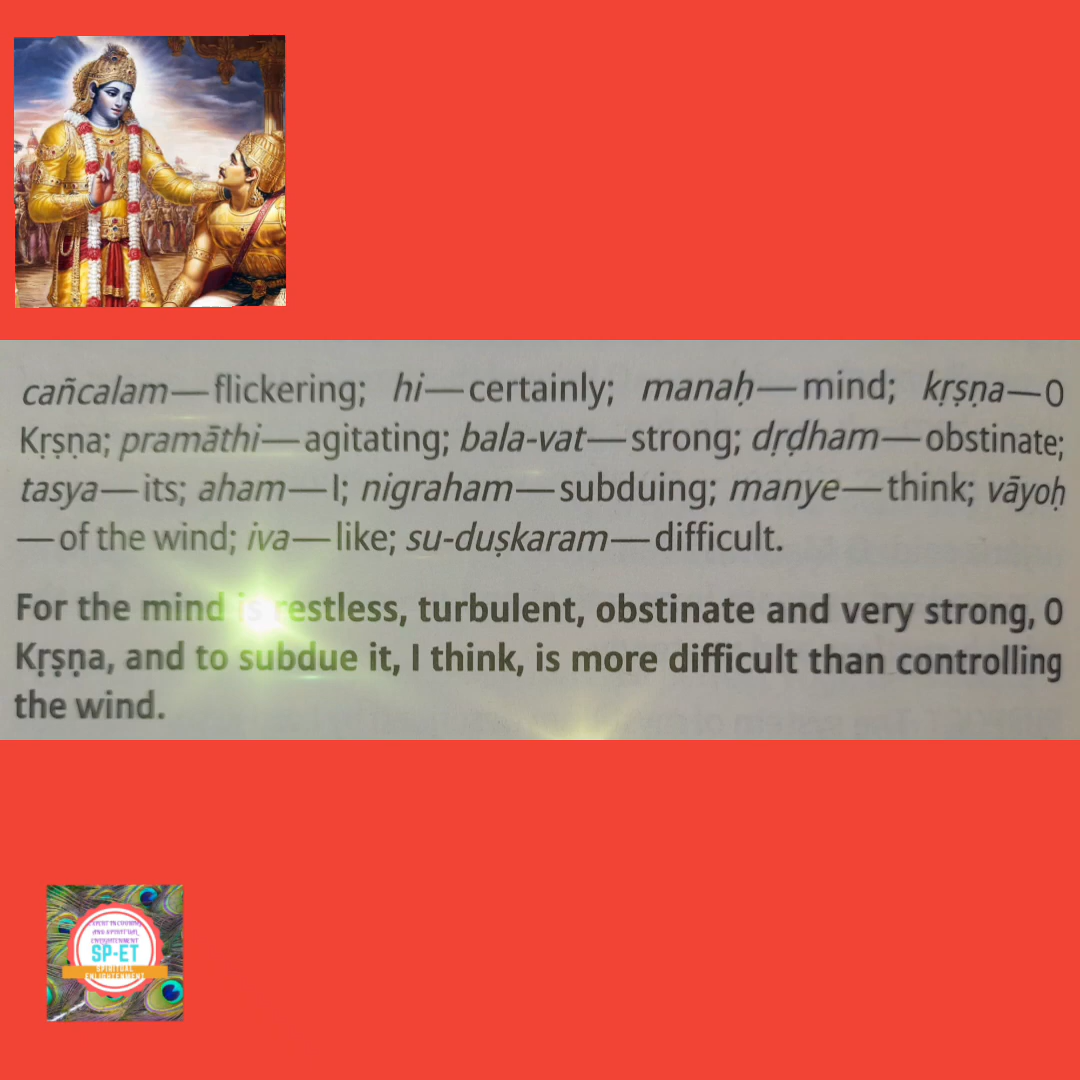 cañcalam—flickering; hi—certainly; manaḥ—mind; kṛṣṇa—O
Kṛṣṇa; pramāthi—agitating; bala-vat—strong; dṛḍham—obstinate;
tasya—its; aham—I; nigraham—subduing; manye—think; vāyoḥ
—of the wind; iva—like; su-duṣkaram—difficult.
For the mind is restless, turbulent, obstinate and very strong, O
Kṛṣṇa, and to subdue it, I think, is more difficult than controlling
the wind.
AND SPIRITUAL
ENLIGHTENMENT
SP-ET
SPIRITUAL
ENLIGHTENMENT